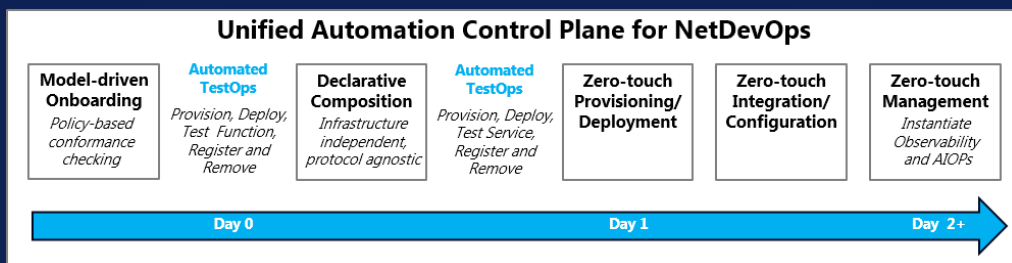 Unified Automation Control Plane for NetDevOps
Model-driven
Onboarding
Policy-based
conformance
checking
Automated
TestOps
Provision, Deploy,
Test Function,
Register and
Remove
Declarative
Composition
Infrastructure
independent,
protocol agnostic
Automated
TestOps
Provision, Deploy,
Test Service,
Register and
Remove
Zero-touch
Provisioning/
Deployment
Zero-touch
Integration/
Configuration
Zero-touch
Management
Instantiate
Observability
and AIOPs
Day 0
Day 1
Day 2+